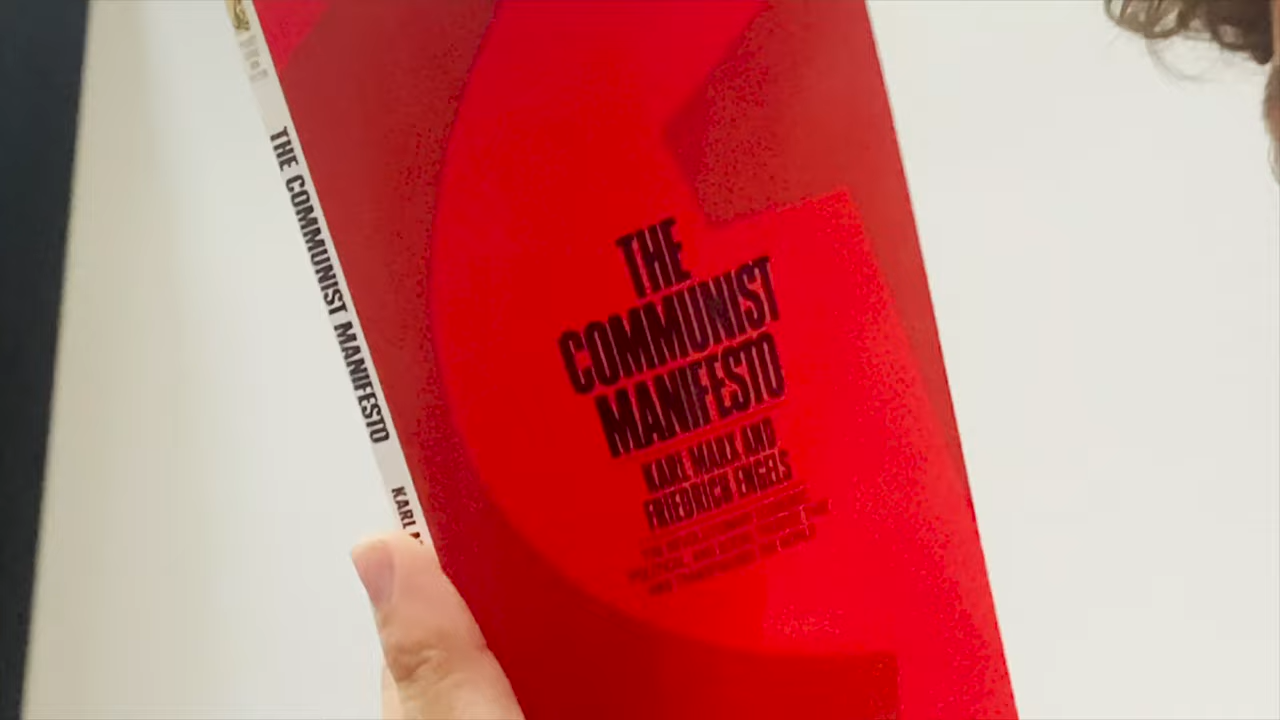 THE COMMUNIST MANIFESTO
KARL
THE
COMMUNIST
MANIFESTO
KARL MARX AND
FRIEDRICH ENGELS